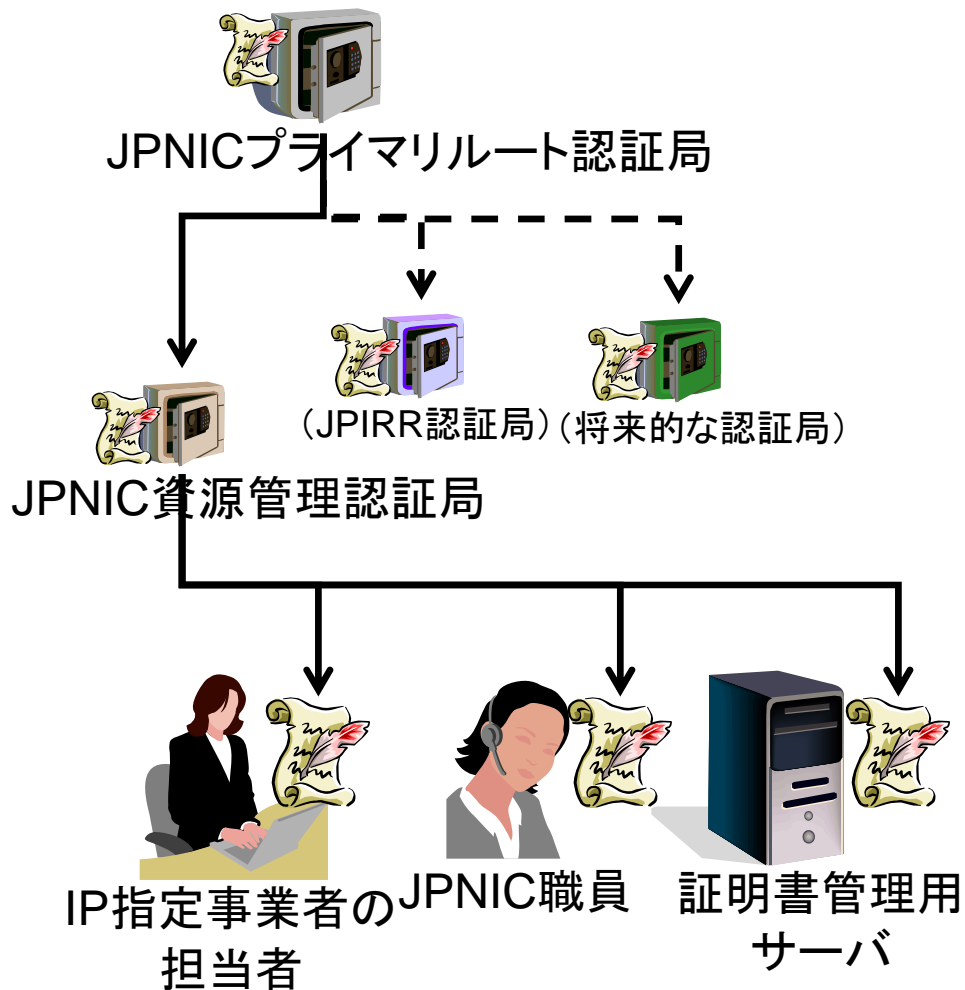 JPNICプライマリルート認証局
（JPIRR認証局）
（将来的な認証局）
JPNIC資源管理認証局
IP指定事業者の
担当者
JPNIC職員
証明書管理用
サーバ